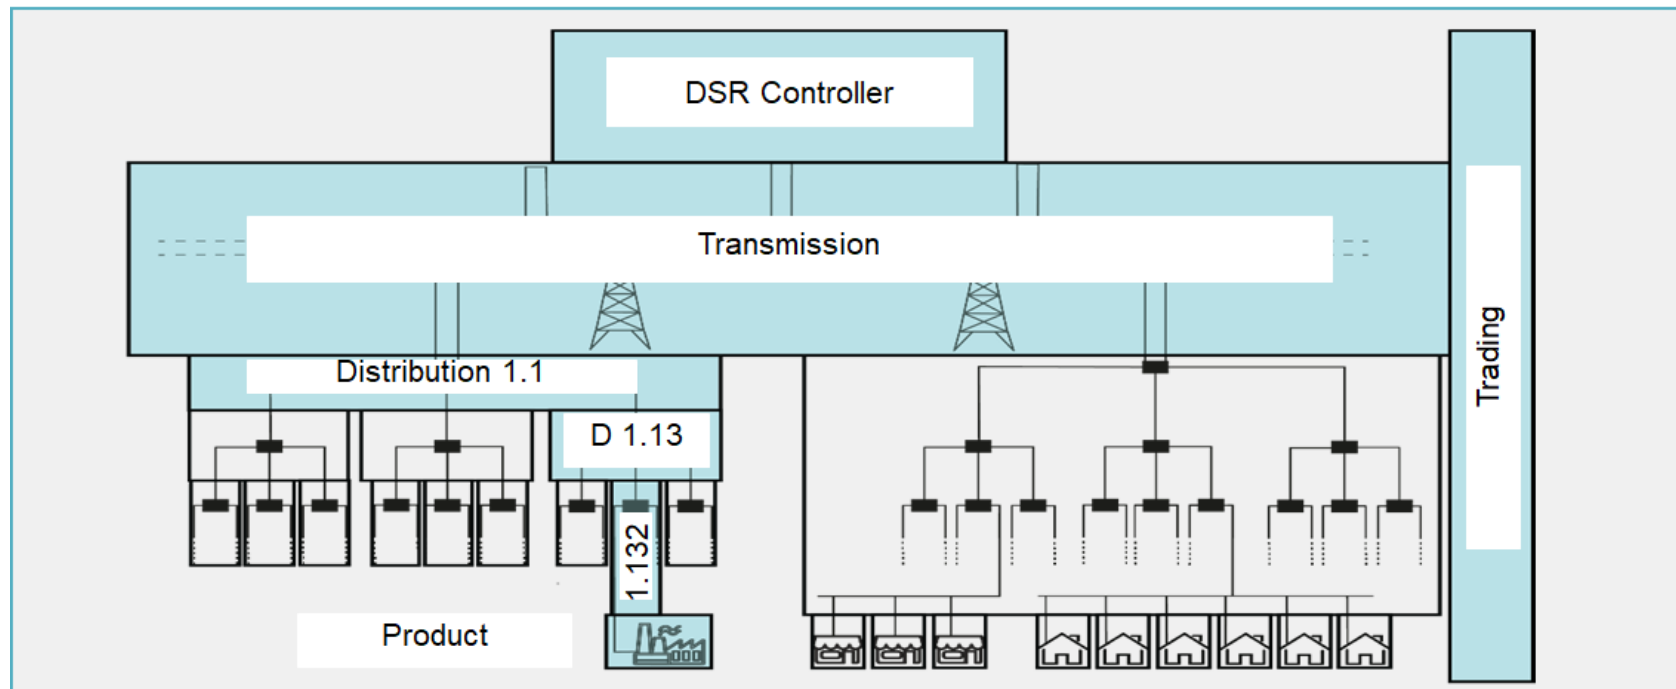 DSR Controller
Transmission
Trading
Distribution 1.1
D 1.13
1.132
Product